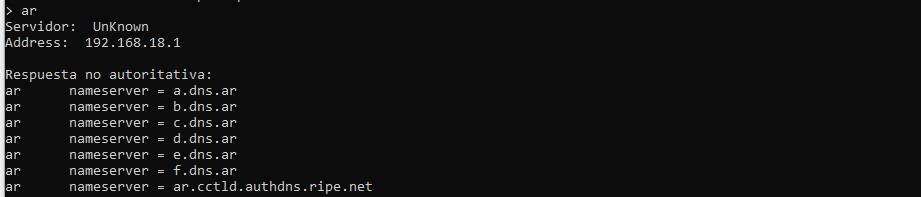 > ar
Servidor:  UnKnown
Address:  192.168.18.1
Respuesta no autoritativa:
ar      nameserver = a.dns.ar
ar      nameserver = b.dns.ar
ar      nameserver = c.dns.ar
ar      nameserver = d.dns.ar
ar      nameserver = e.dns.ar
ar      nameserver = f.dns.ar
ar      nameserver = ar.cctld.authdns.ripe.net